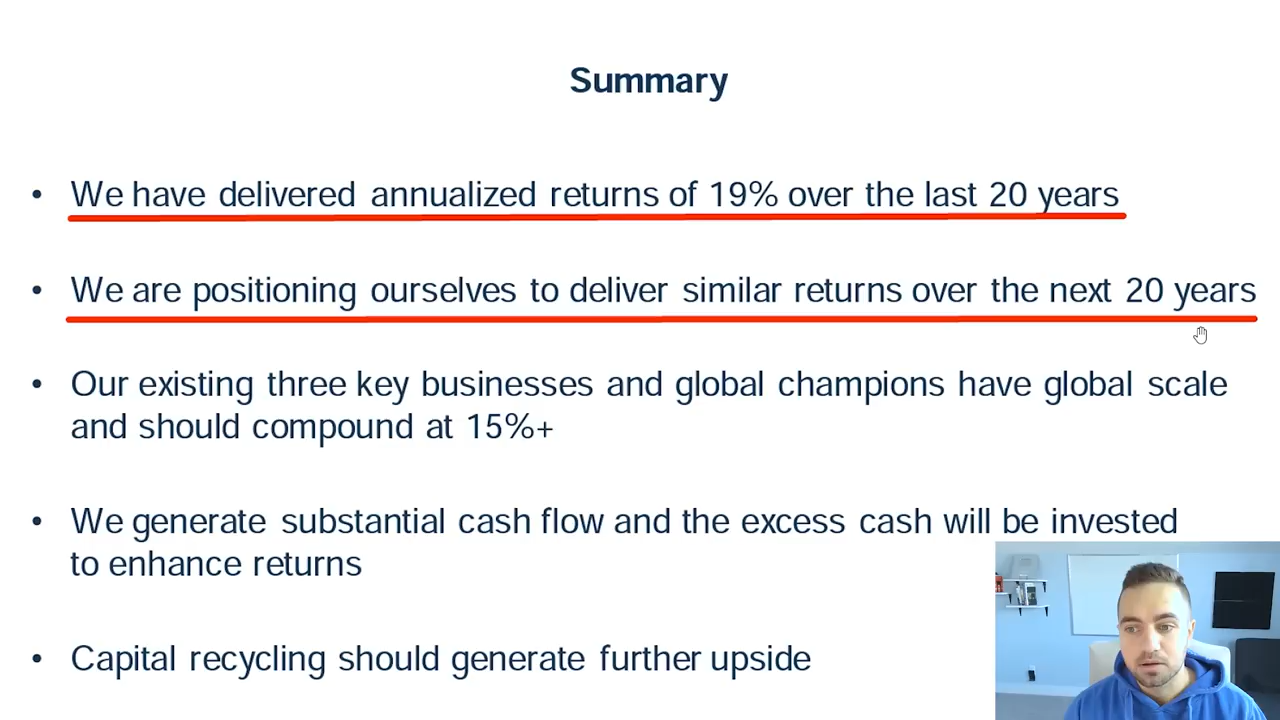 Summary
• We have delivered annualized returns of 19% over the last 20 years
• We are positioning ourselves to deliver similar returns over the next 20 years
• Our existing three key businesses and global champions have global scale
and should compound at 15%+
• We generate substantial cash flow and the excess cash will be invested
to enhance returns
• Capital recycling should generate further upside